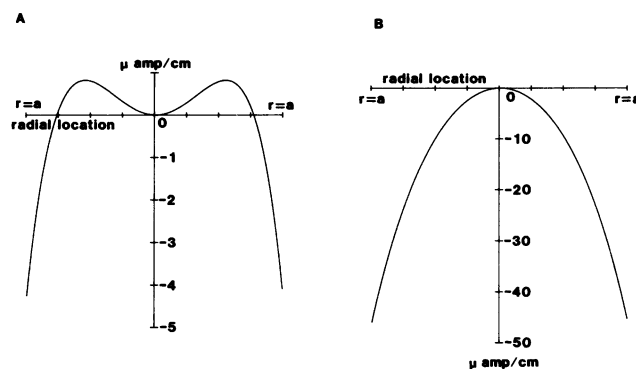 A
μ amp/cm
r=a
r=a
radial location
0
-1
-2
-3
-4
-5
B
radial location
r=a
0
r=a
-10
-20
-30
-40
-50
μ amp/cm